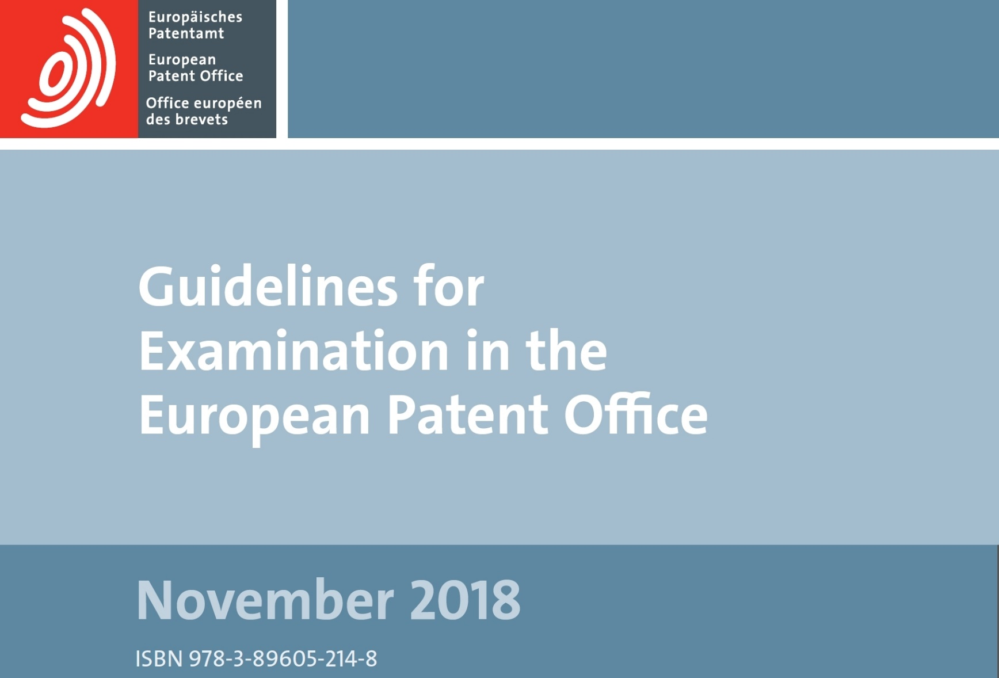 Europäisches
Patentamt
European
Patent Office
Office européen
des brevets
Guidelines for
Examination in the
European Patent Office
November 2018
ISBN 978-3-89605-214-8